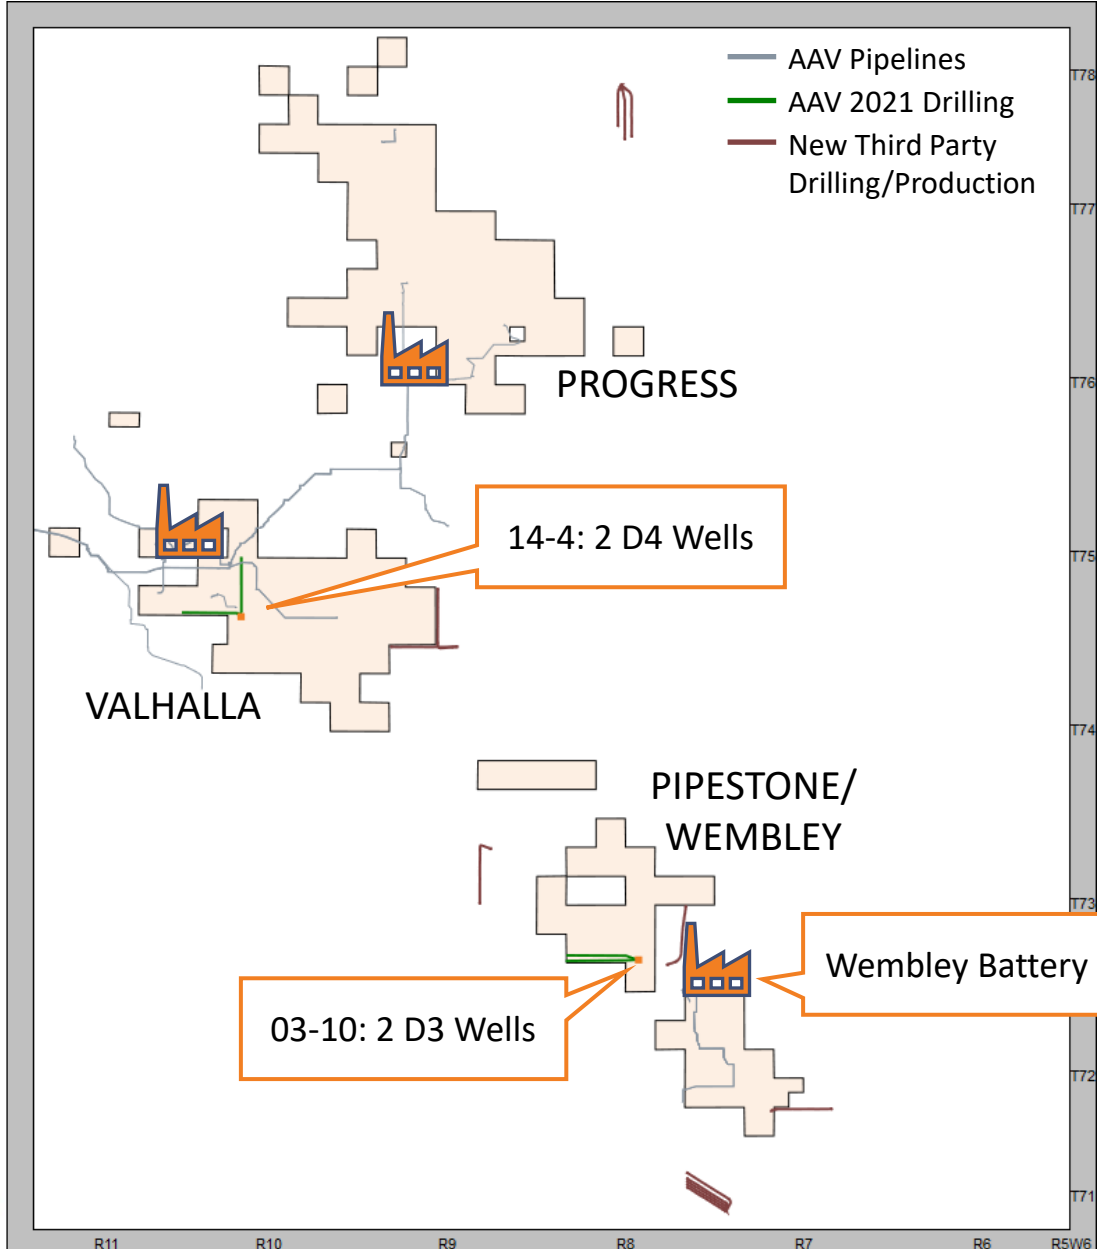 AAV Pipelines
AAV 2021 Drilling
New Third Party
Drilling/Production
T78
T77
T76
PROGRESS
T75
14-4: 2 D4 Wells
VALHALLA
T74
PIPESTONE/
WEMBLEY
T73
Wembley Battery
03-10: 2 D3 Wells
T72
T71
R11
R10
R9
R8
R7
R6
R5W6